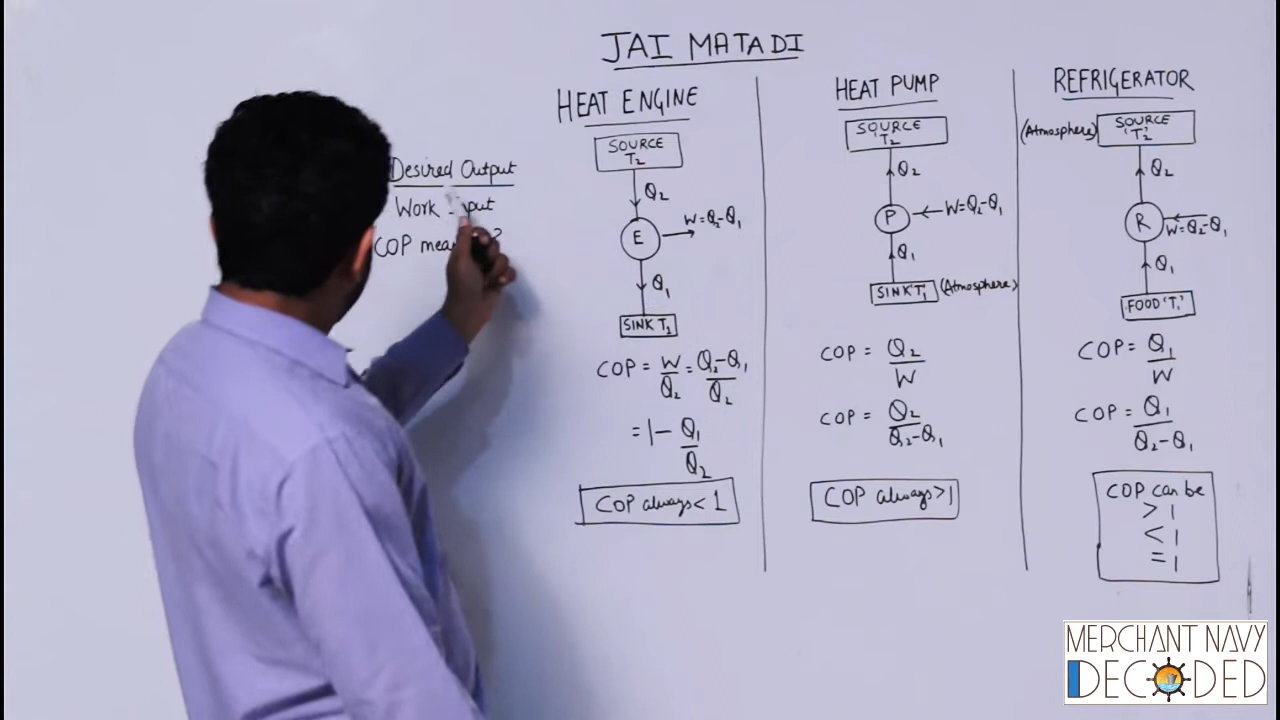 JAI MATADI
Desired Output
Work
COP
HEAT ENGINE
SOURCE
T₂
Q₂
E
W=Q₂-Q₁
Q₁
SINK T₁
COP = W/Q₂ = Q₂-Q₁/Q₂
= 1 - Q₁/Q₂
COP always < 1
HEAT PUMP
SOURCE
'T₂'
Q₂
P
W=Q₂-Q₁
Q₁
SINK T₁ (Atmosphere)
COP = Q₂/W
COP = Q₂/Q₂-Q₁
COP always > 1
REFRIGERATOR
(Atmosphere) SOURCE
'T₂'
Q₂
R
W=Q₂-Q₁
Q₁
FOOD 'T₁'
COP = Q₁/W
COP = Q₁/Q₂-Q₁
COP can be
> 1
< 1
= 1
MERCHANT NAVY
DECODED